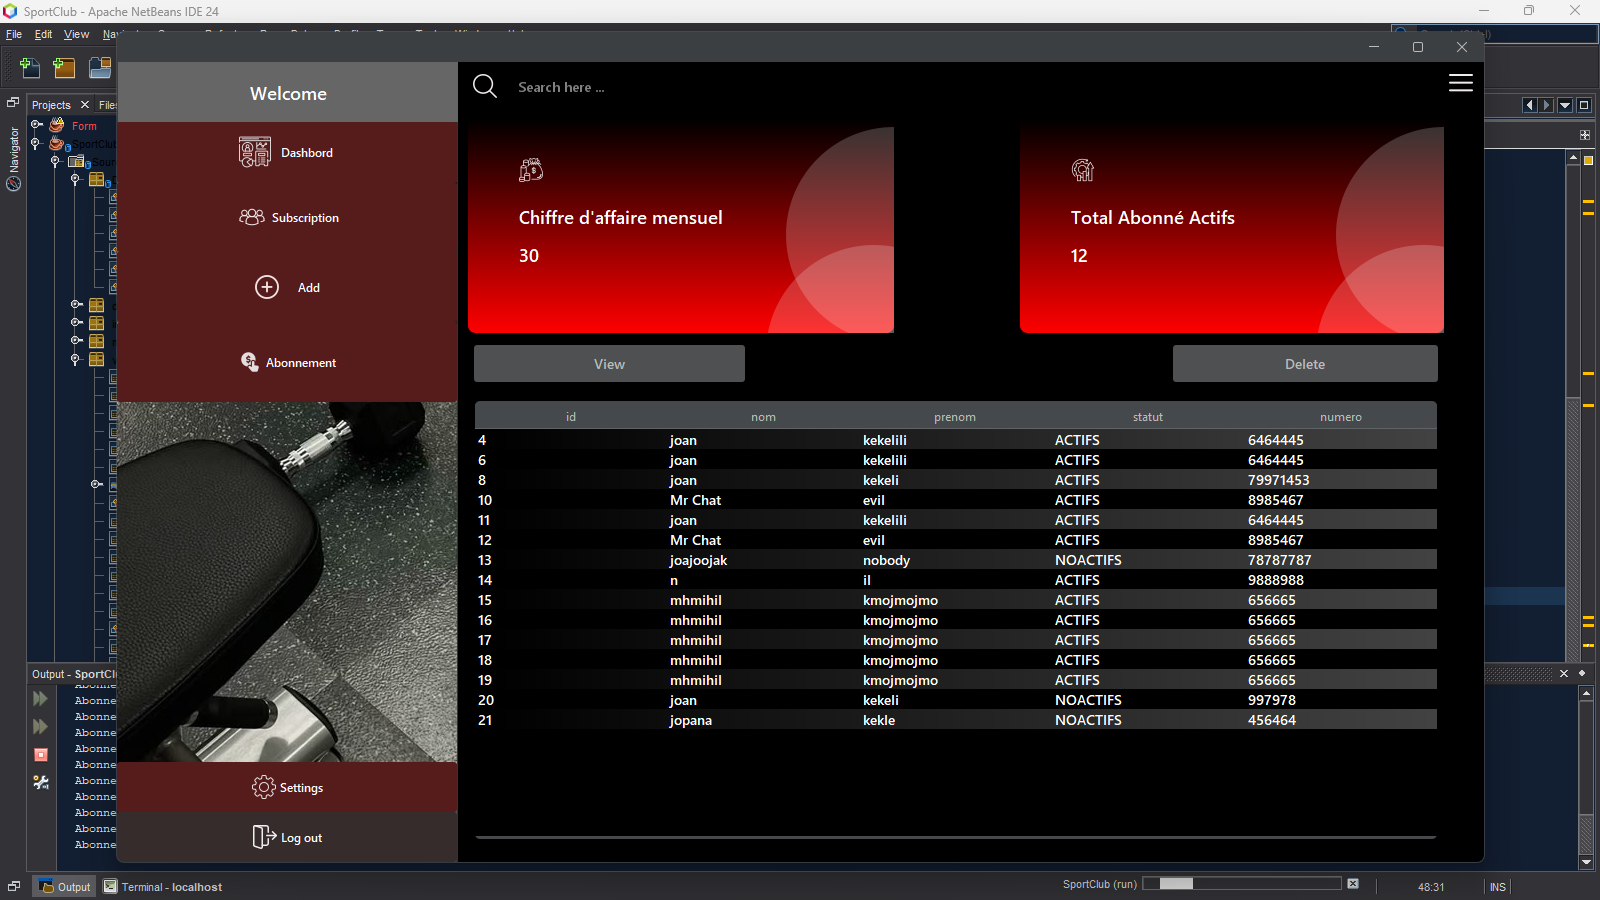 SportClub - Apache NetBeans IDE 24
File Edit View
Projects Files
Navigator
Form
SportClub
Welcome
Dashbord
Subscription
Add
Abonnement
Settings
Log out
Search here ...
Chiffre d'affaire mensuel
30
Total Abonné Actifs
12
View Delete
id nom prenom statut numero
4 joan kekelili ACTIFS 6464445
6 joan kekelili ACTIFS 6464445
8 joan kekeli ACTIFS 79971453
10 Mr Chat evil ACTIFS 8985467
11 joan kekelili ACTIFS 6464445
12 Mr Chat evil ACTIFS 8985467
13 joajoojak nobody NOACTIFS 78787787
14 n il ACTIFS 9888988
15 mhmihil kmojmojmo ACTIFS 656665
16 mhmihil kmojmojmo ACTIFS 656665
17 mhmihil kmojmojmo ACTIFS 656665
18 mhmihil kmojmojmo ACTIFS 656665
19 mhmihil kmojmojmo ACTIFS 656665
20 joan kekeli NOACTIFS 997978
21 jopana kekle NOACTIFS 456464
Output - SportCl
Abonne
Abonne
Abonne
Abonne
Abonne
Abonne
Abonne
Abonne
Abonne
Abonne
Output Terminal - localhost
SportClub (run) 48:31 INS